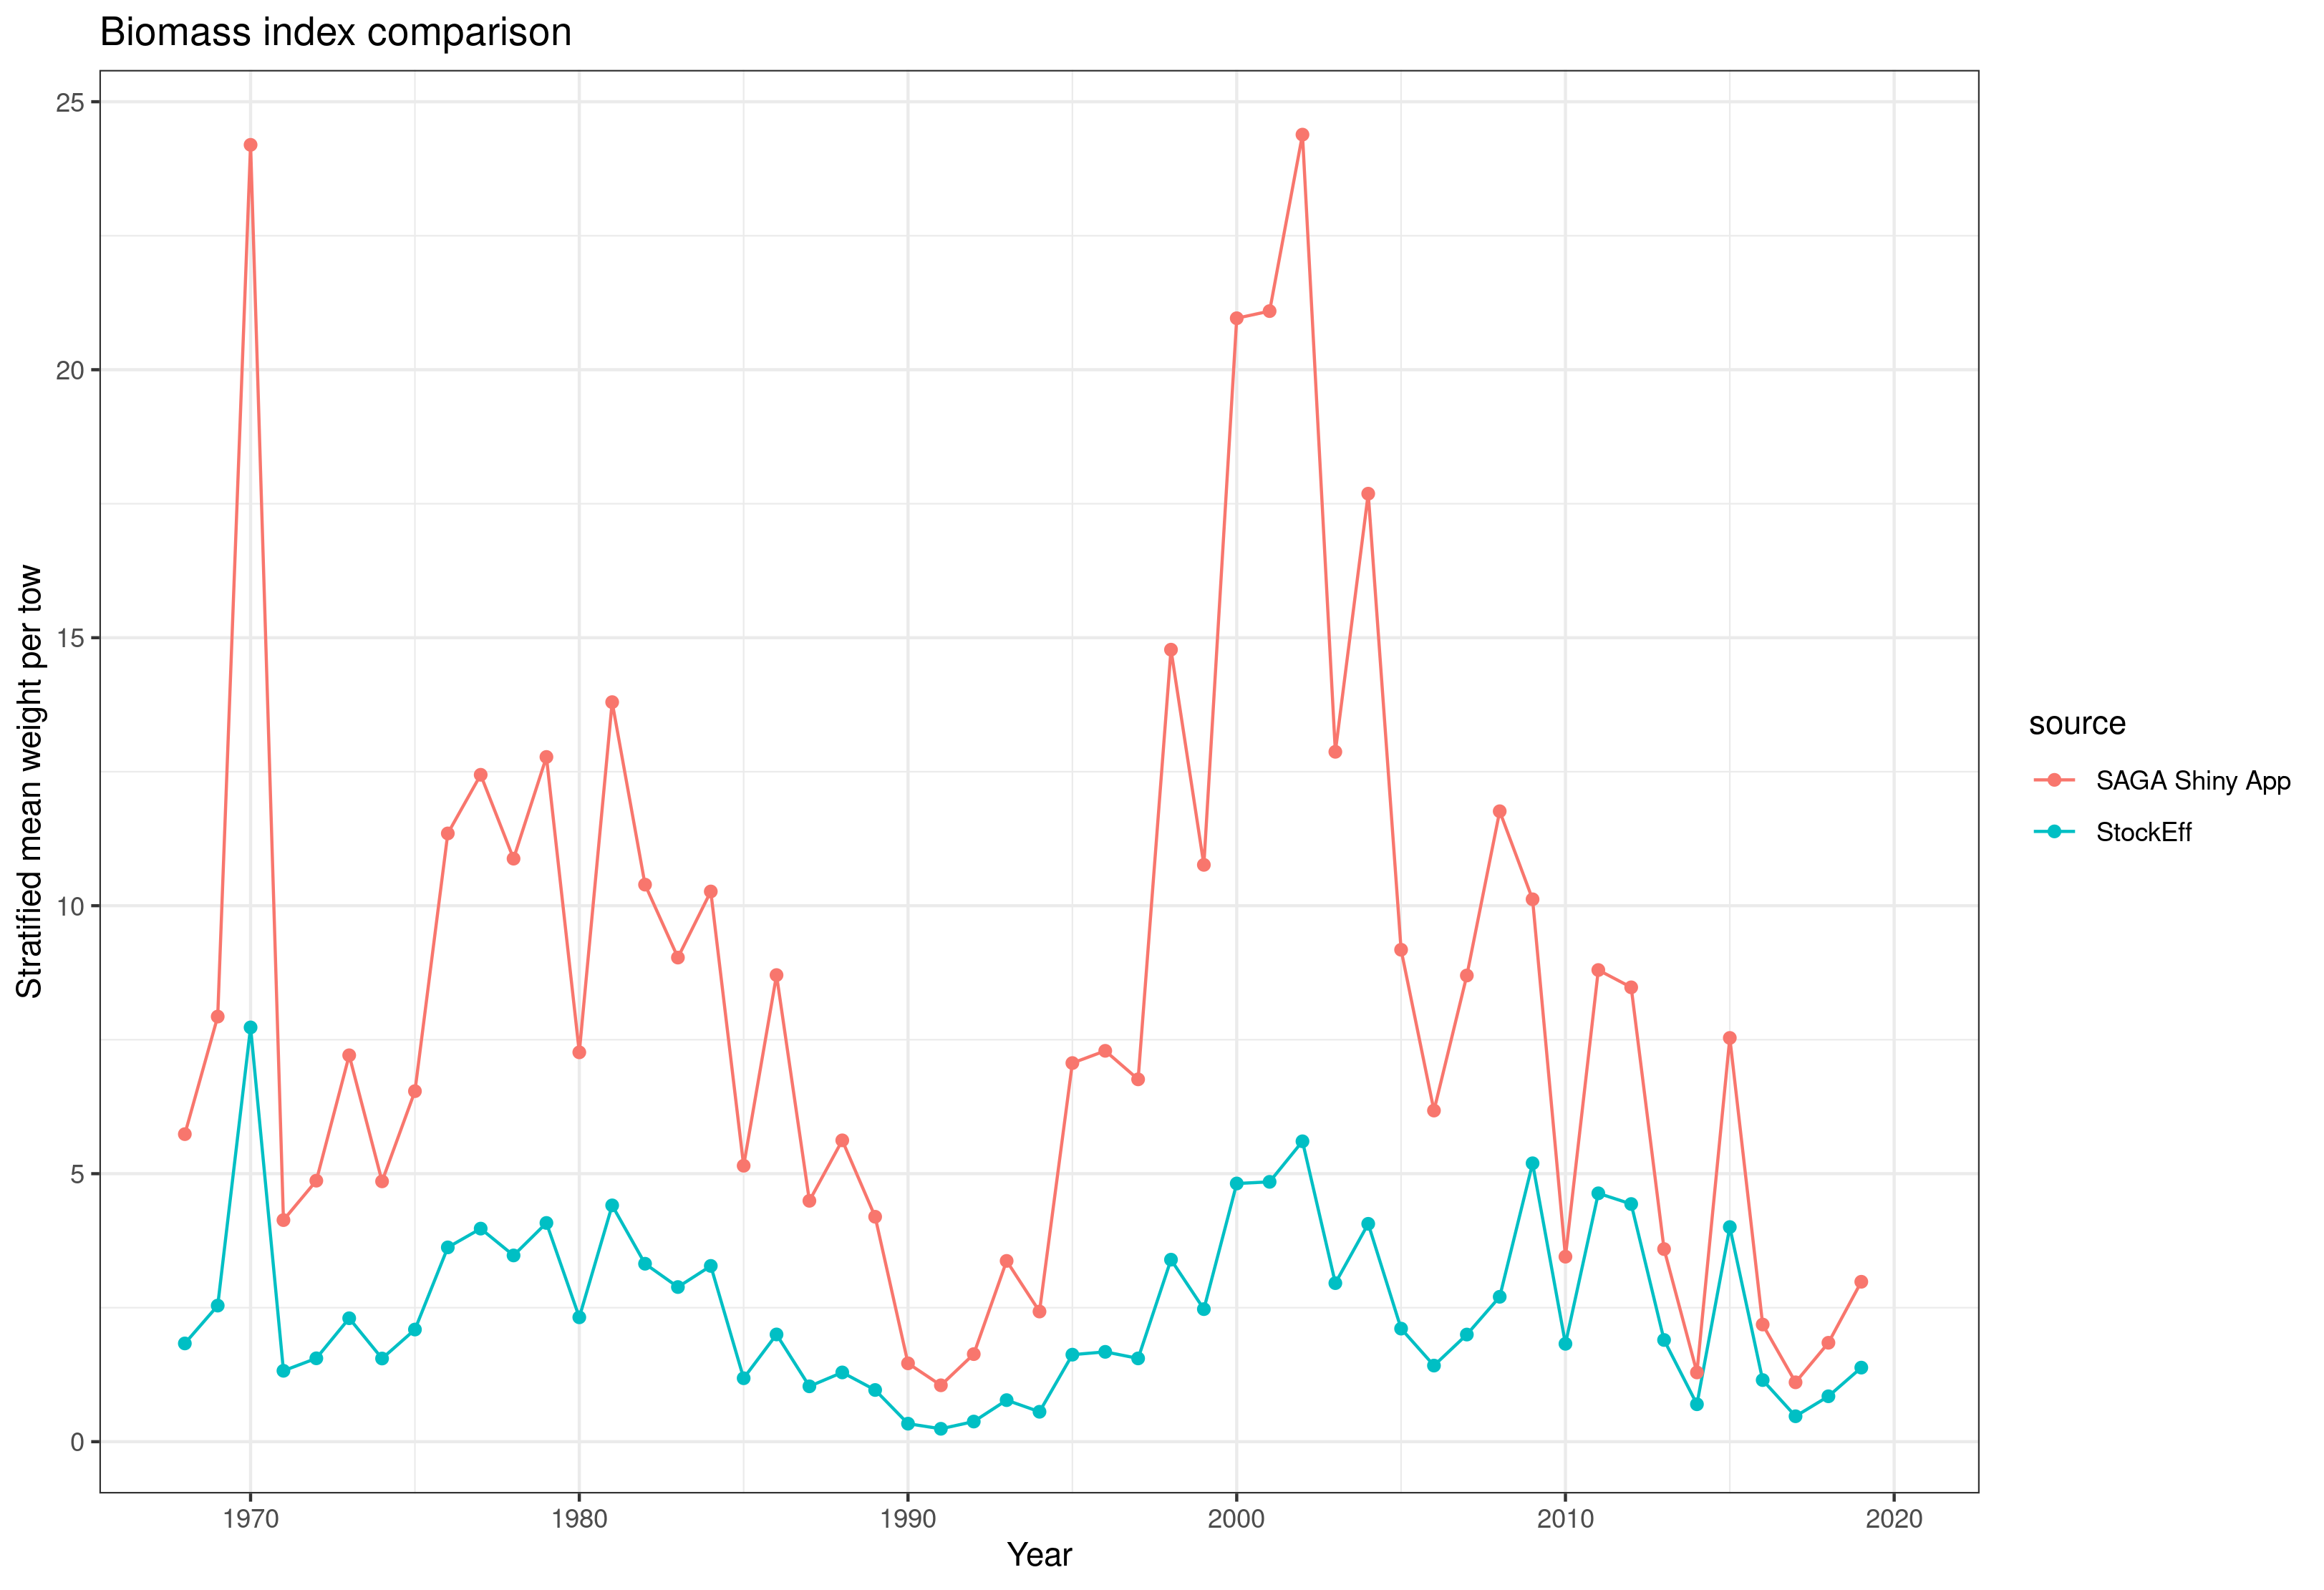 Biomass index comparison
Stratified mean weight per tow
25
20
15
10
5
0
1970 1980 1990 2000 2010 2020
Year
source
SAGA Shiny App
StockEff